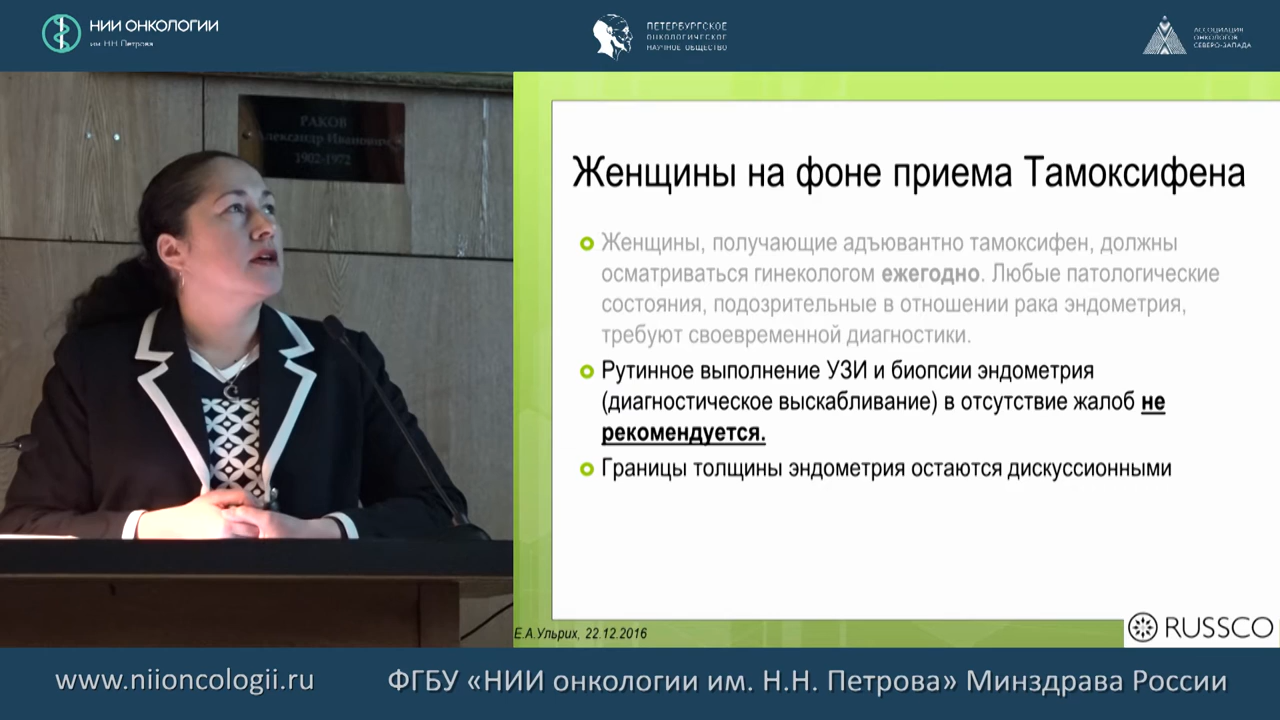 НИИ ОНКОЛОГИИ
им. Н.Н. Петрова
ПЕТЕРБУРГСКОЕ
ОНКОЛОГИЧЕСКОЕ
НАУЧНОЕ ОБЩЕСТВО
АССОЦИАЦИЯ
ОНКОЛОГОВ
СЕВЕРО-ЗАПАДА
РАКОВ
Александр Иванович
1902-1972
Женщины на фоне приема Тамоксифена
Женщины, получающие адъювантно тамоксифен, должны
осматриваться гинекологом ежегодно. Любые патологические
состояния, подозрительные в отношении рака эндометрия,
требуют своевременной диагностики.
Рутинное выполнение УЗИ и биопсии эндометрия
(диагностическое выскабливание) в отсутствие жалоб не
рекомендуется.
Границы толщины эндометрия остаются дискуссионными
Е.А.Ульрих, 22.12.2016
RUSSCO
www.niioncologii.ru
ФГБУ «НИИ онкологии им. Н.Н. Петрова» Минздрава России